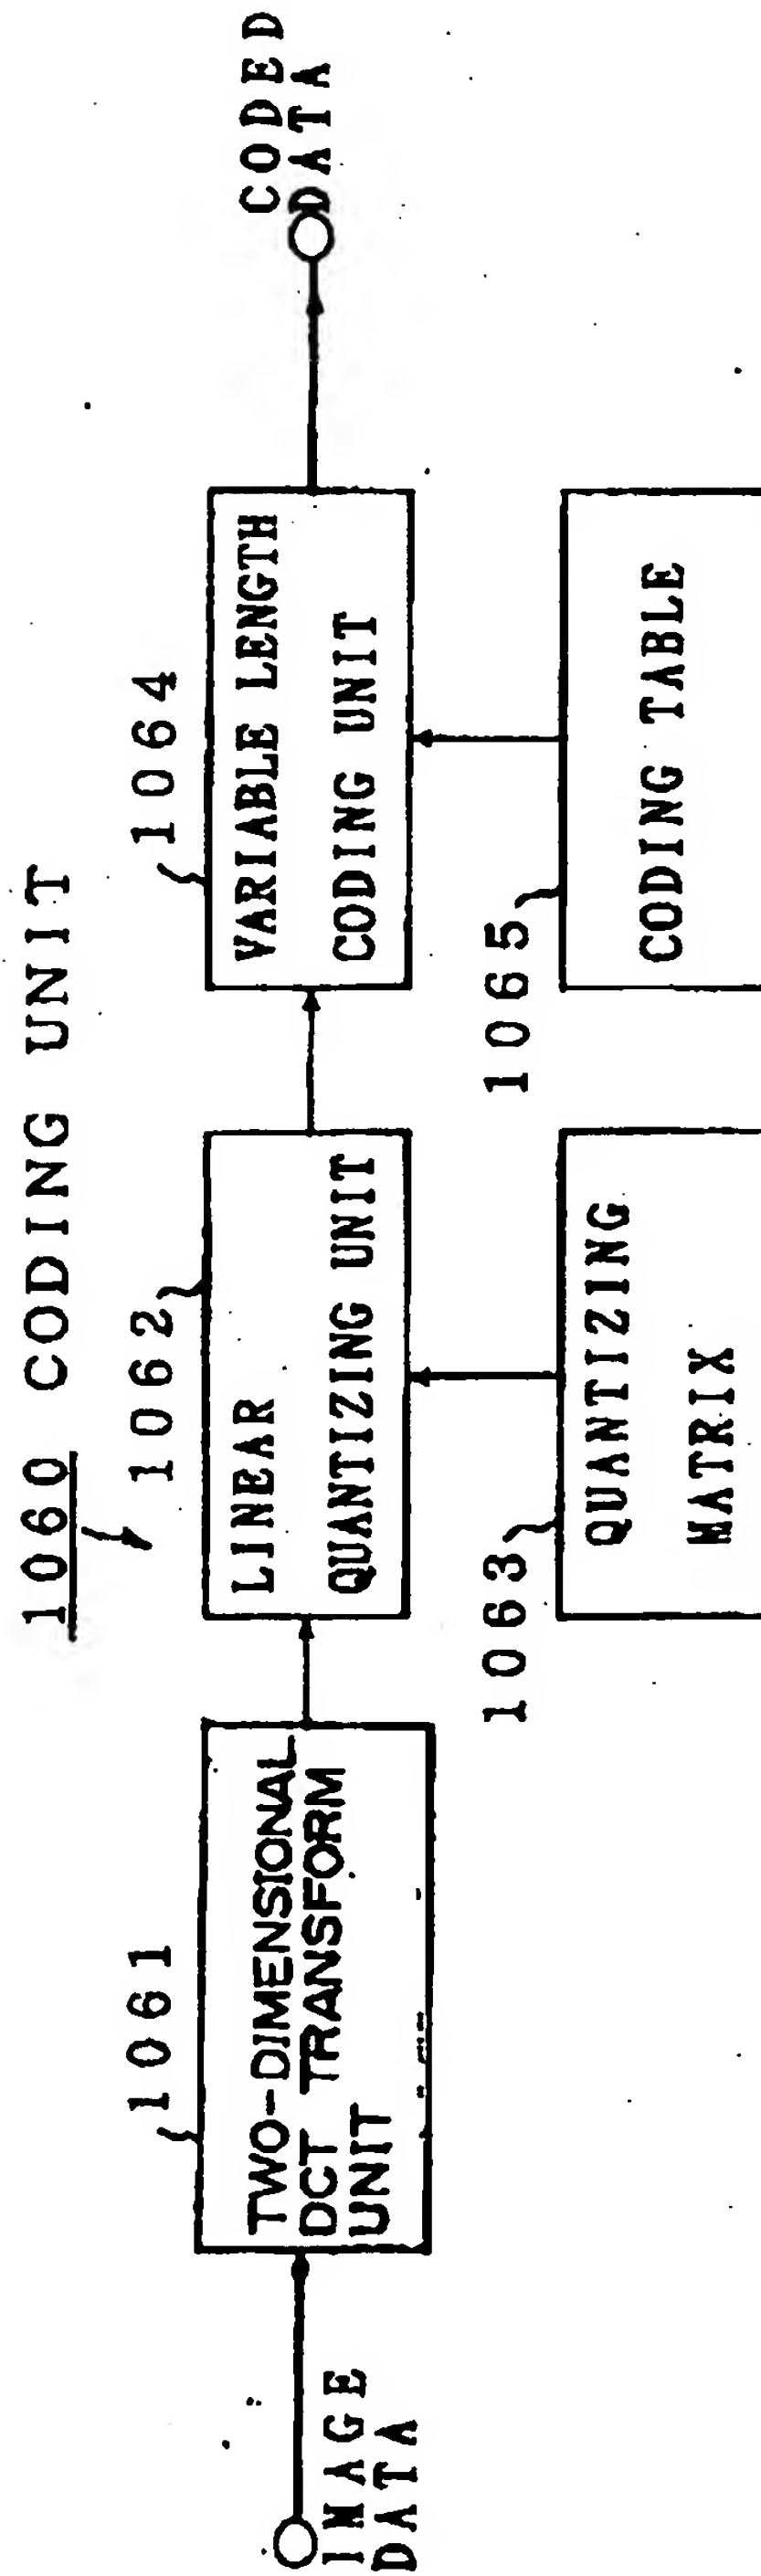 1060 CODING UNIT
1061
TWO-DIMENSIONAL
DCT TRANSFORM
UNIT
1062
LINEAR
QUANTIZING UNIT
1064
VARIABLE LENGTH
CODING UNIT
CODED
DATA
IMAGE
DATA
1063
QUANTIZING
MATRIX
1065
CODING TABLE